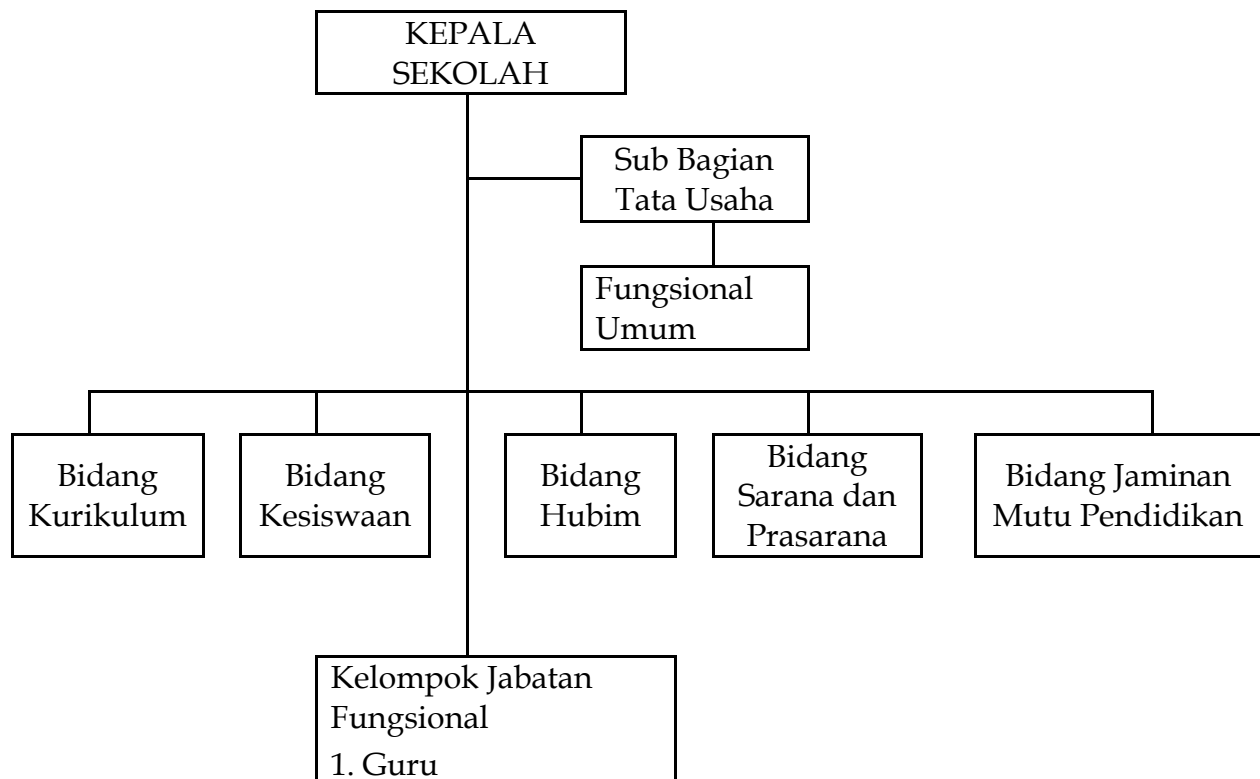 KEPALA
SEKOLAH
Sub Bagian
Tata Usaha
Fungsional
Umum
Bidang
Kurikulum
Bidang
Kesiswaan
Bidang
Hubim
Bidang
Sarana dan
Prasarana
Bidang Jaminan
Mutu Pendidikan
Kelompok Jabatan
Fungsional
1. Guru